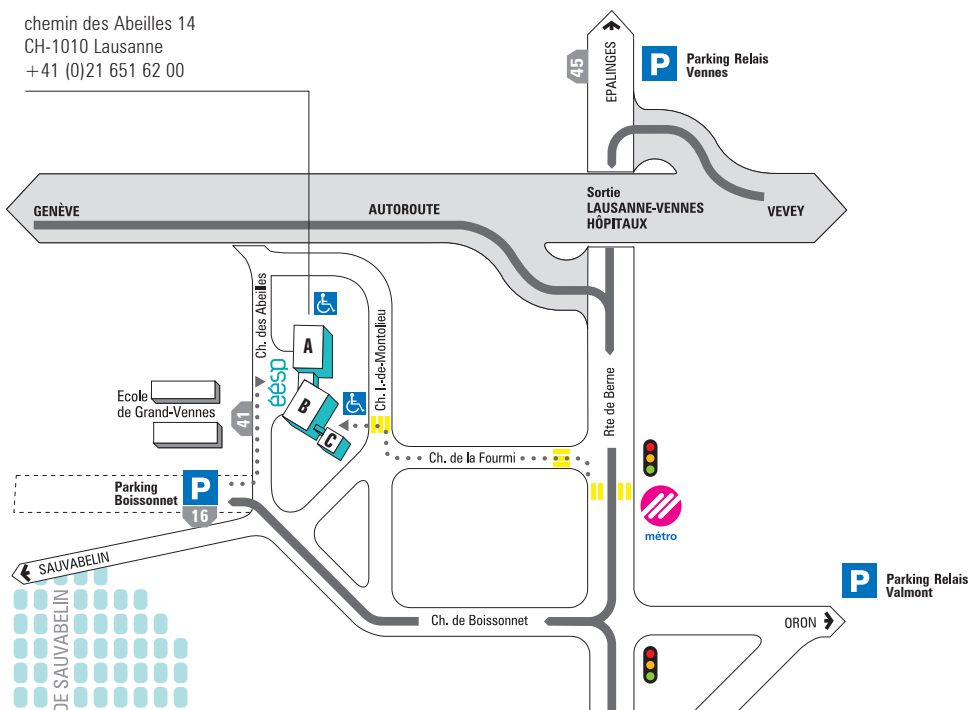 chemin des Abeilles 14
CH-1010 Lausanne
+41 (0)21 651 62 00
45
EPALINGES
P
Parking Relais
Vennes
GENÈVE
AUTOROUTE
Sortie
LAUSANNE-VENNES
HÔPITAUX
VEVEY
Ch. des Abeilles
Ch. I.-de-Montolieu
A
éésp
B
C
Ecole
de Grand-Vennes
41
Rte de Berne
Ch. de la Fourmi
Parking
Boissonnet
P
16
métro
SAUVABELIN
DE SAUVABELIN
Ch. de Boissonnet
P
Parking Relais
Valmont
ORON